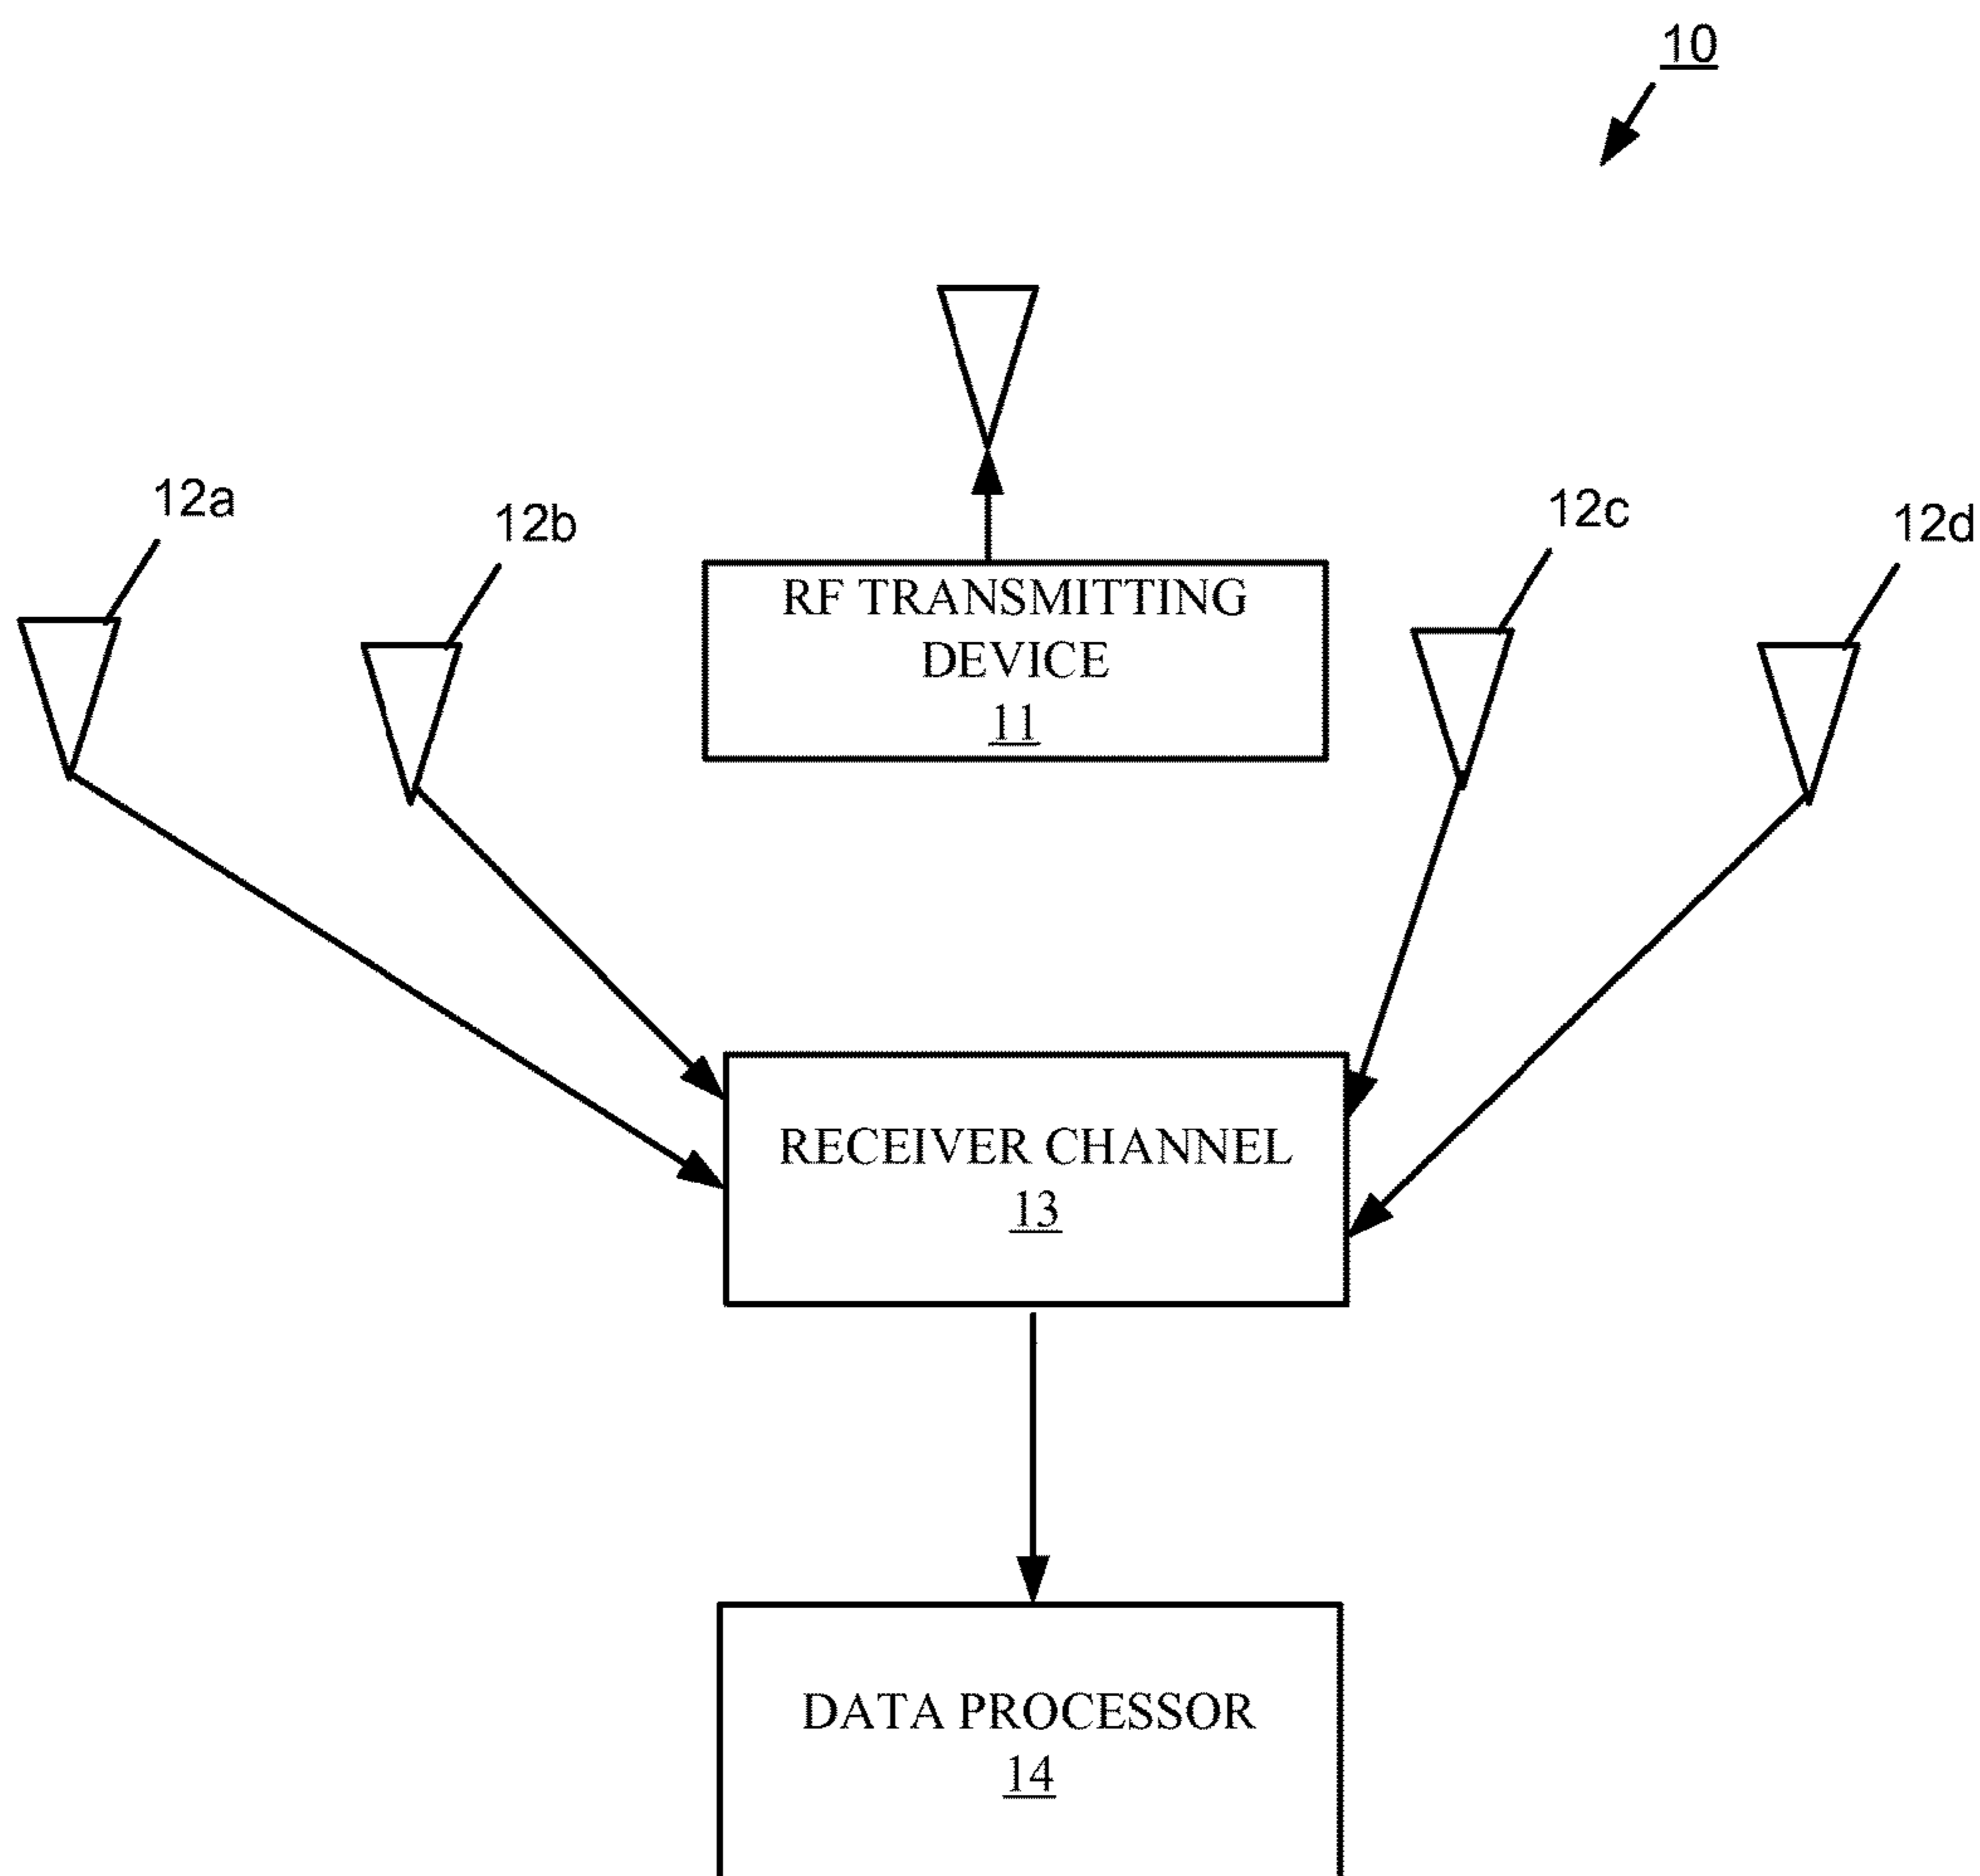 10
12a
12b
12c
12d
RF TRANSMITTING
DEVICE
11
RECEIVER CHANNEL
13
DATA PROCESSOR
14